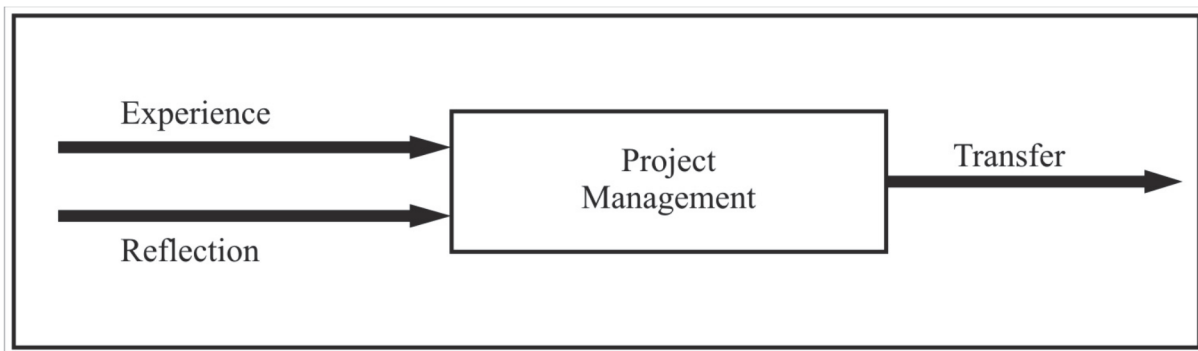 Experience
Project
Management
Transfer
Reflection